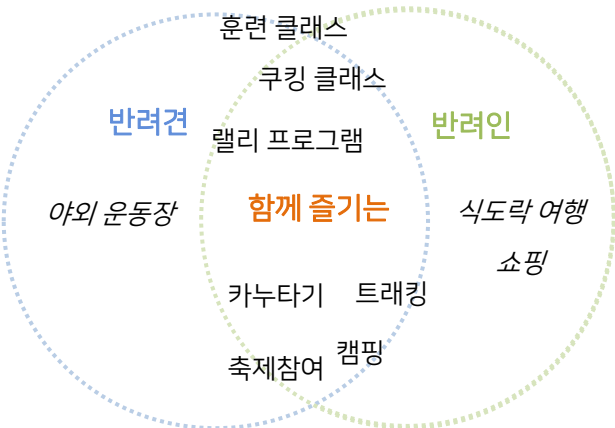 훈련 클래스
쿠킹 클래스
반려견
반려인
랠리 프로그램
함께 즐기는
야외 운동장
식도락 여행
쇼핑
카누타기
트래킹
캠핑
축제참여